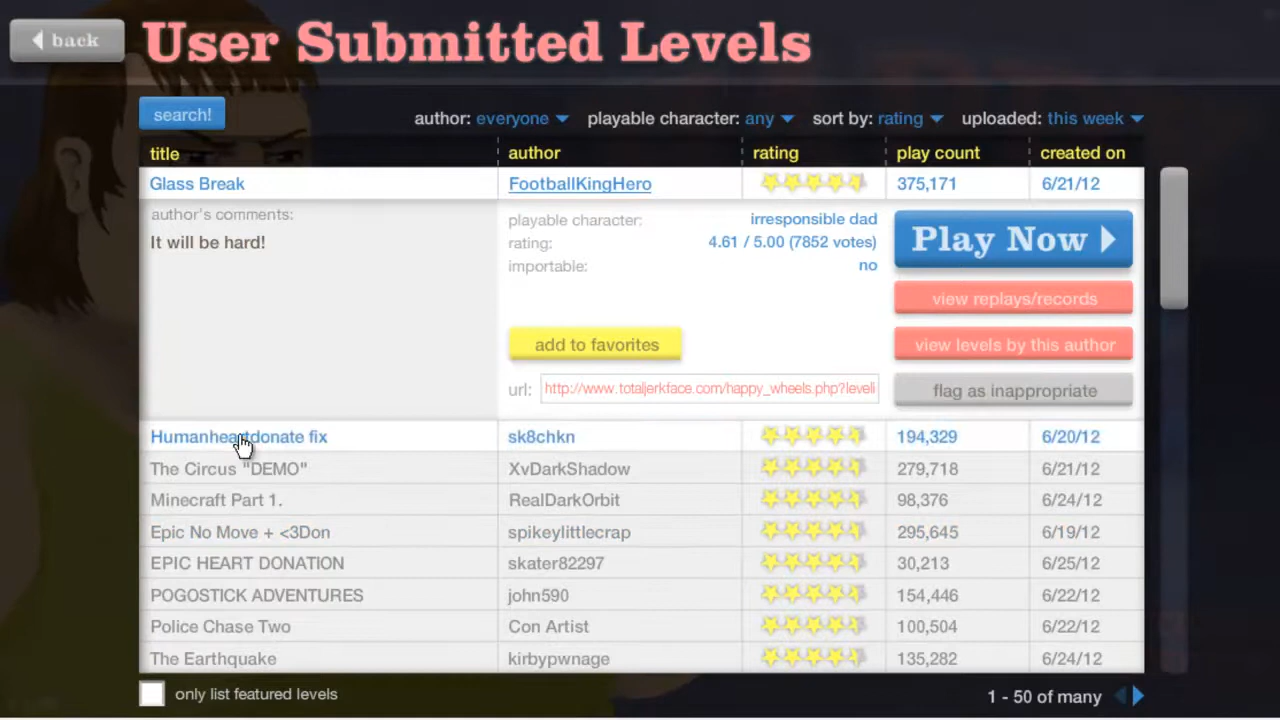 back
User Submitted Levels
search!
author: everyone playable character: any sort by: rating uploaded: this week
title author rating play count created on
Glass Break FootballKingHero 375,171 6/21/12
author's comments:
It will be hard!
playable character: irresponsible dad
rating: 4.61 / 5.00 (7852 votes)
importable: no
Play Now
view replays/records
add to favorites
view levels by this author
url: http://www.totaljerkface.com/happy_wheels.php?leveli
flag as inappropriate
Humanheartdonate fix sk8chkn 194,329 6/20/12
The Circus "DEMO" XvDarkShadow 279,718 6/21/12
Minecraft Part 1. RealDarkOrbit 98,376 6/24/12
Epic No Move + <3Don spikeylittlecrap 295,645 6/19/12
EPIC HEART DONATION skater82297 30,213 6/25/12
POGOSTICK ADVENTURES john590 154,446 6/22/12
Police Chase Two Con Artist 100,504 6/22/12
The Earthquake kirbypwnage 135,282 6/24/12
only list featured levels
1 - 50 of many